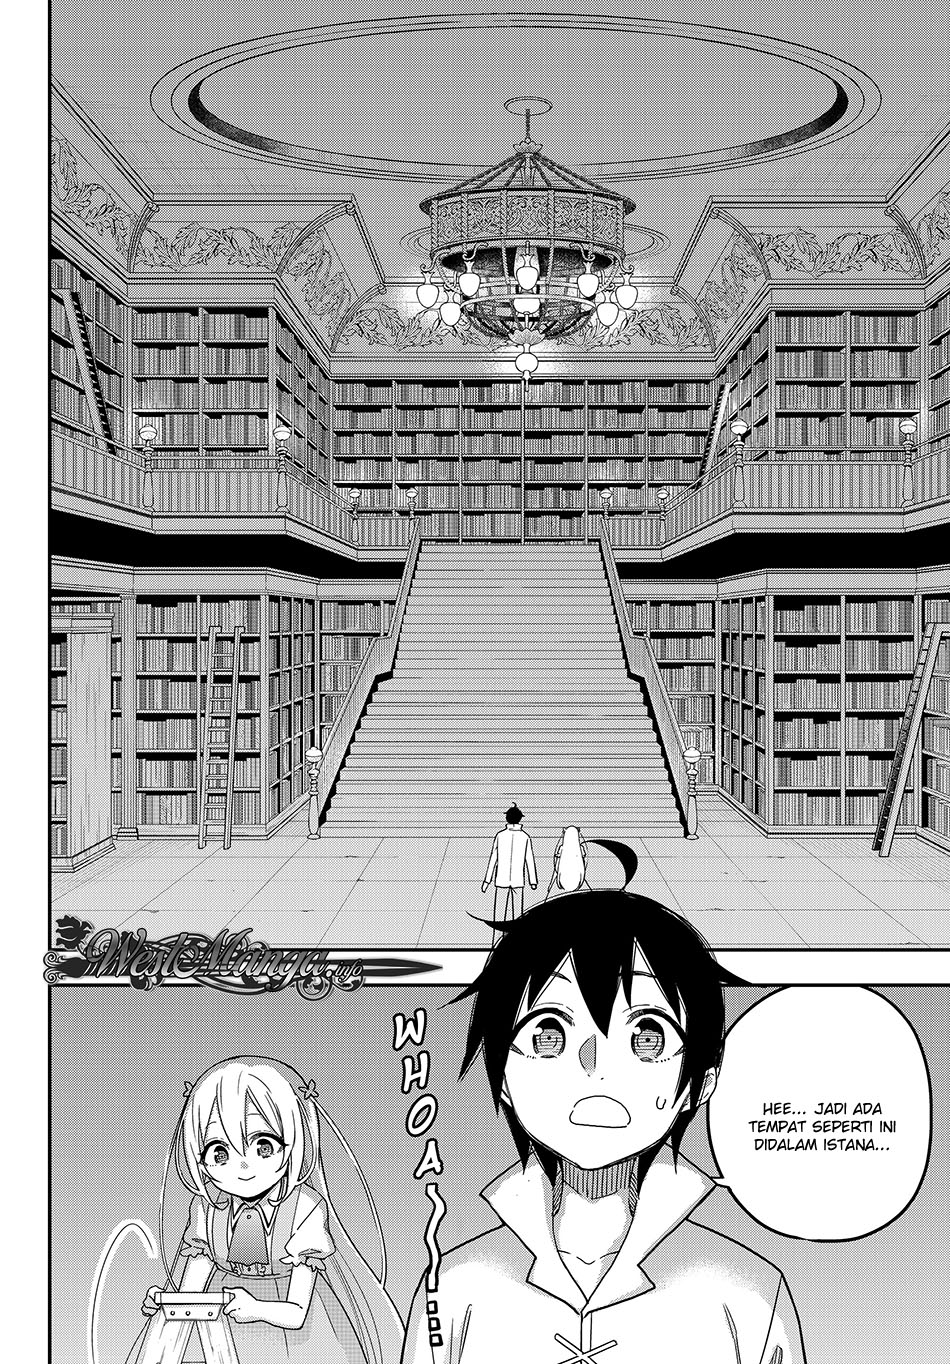 WestManga.info
WHOA...
HEE... JADI ADA
TEMPAT SEPERTI INI
DIDALAM ISTANA...